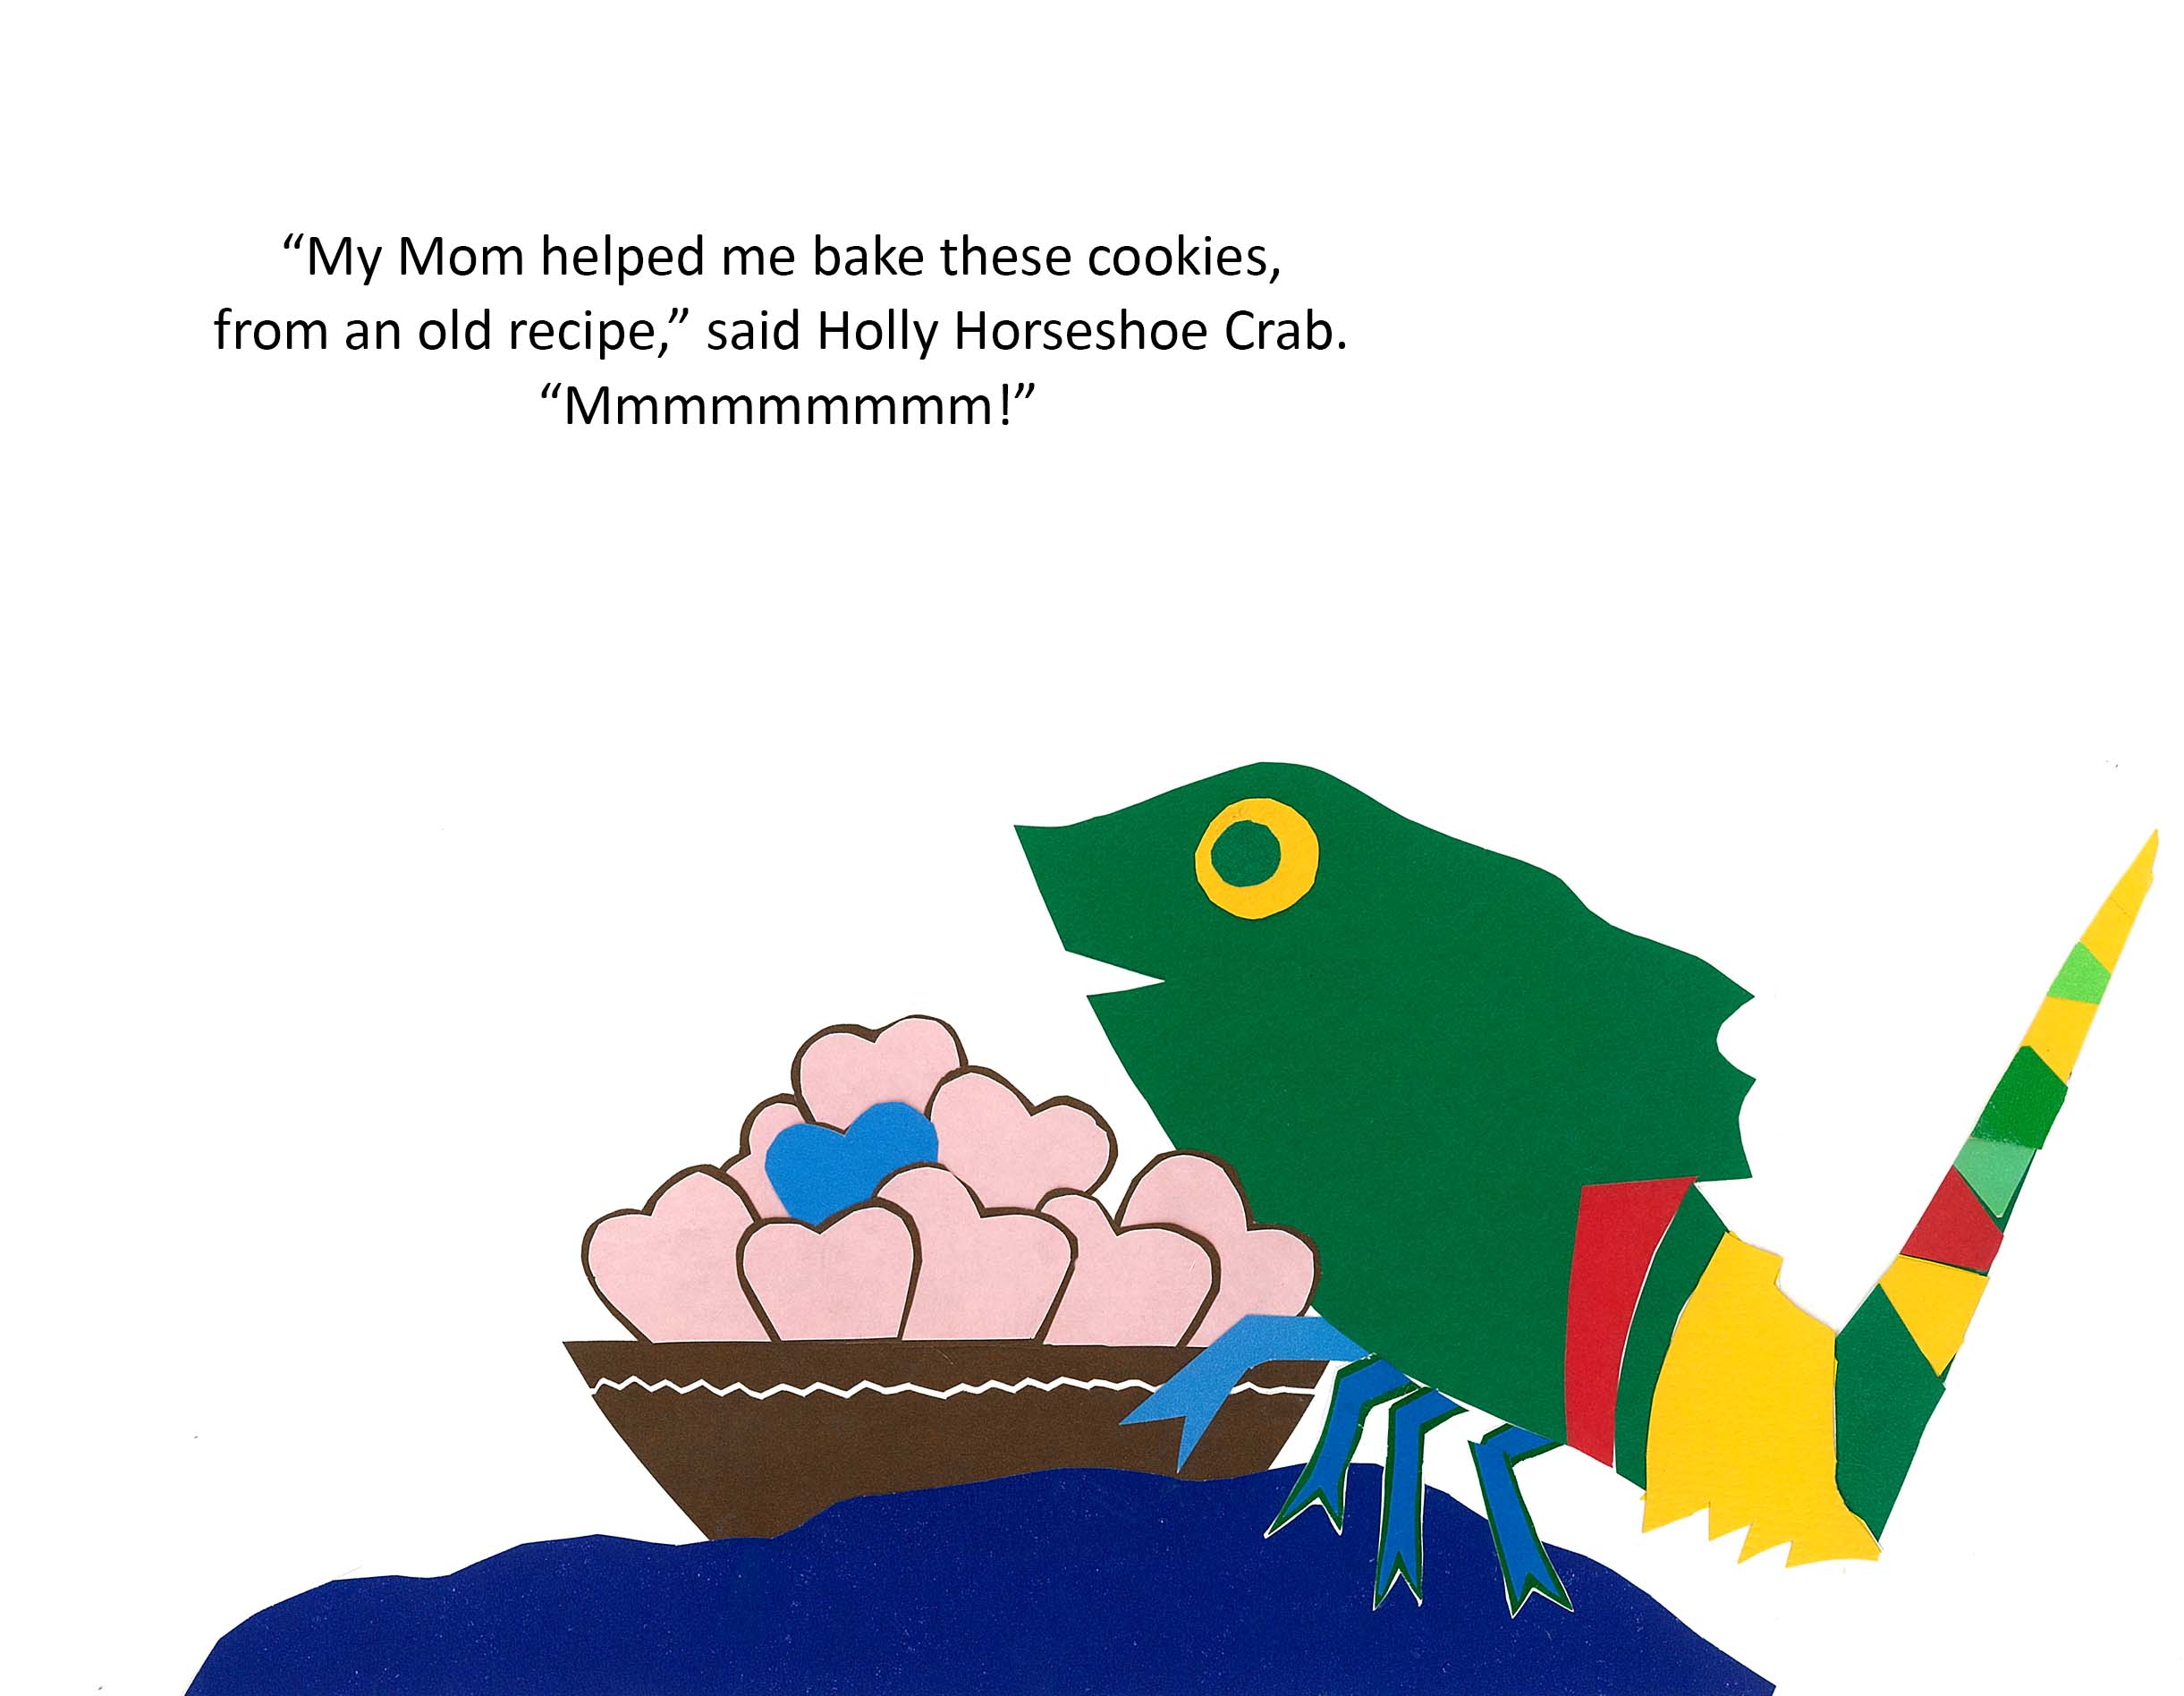 “My Mom helped me bake these cookies,
from an old recipe,” said Holly Horseshoe Crab.
“Mmmmmmmmm!”